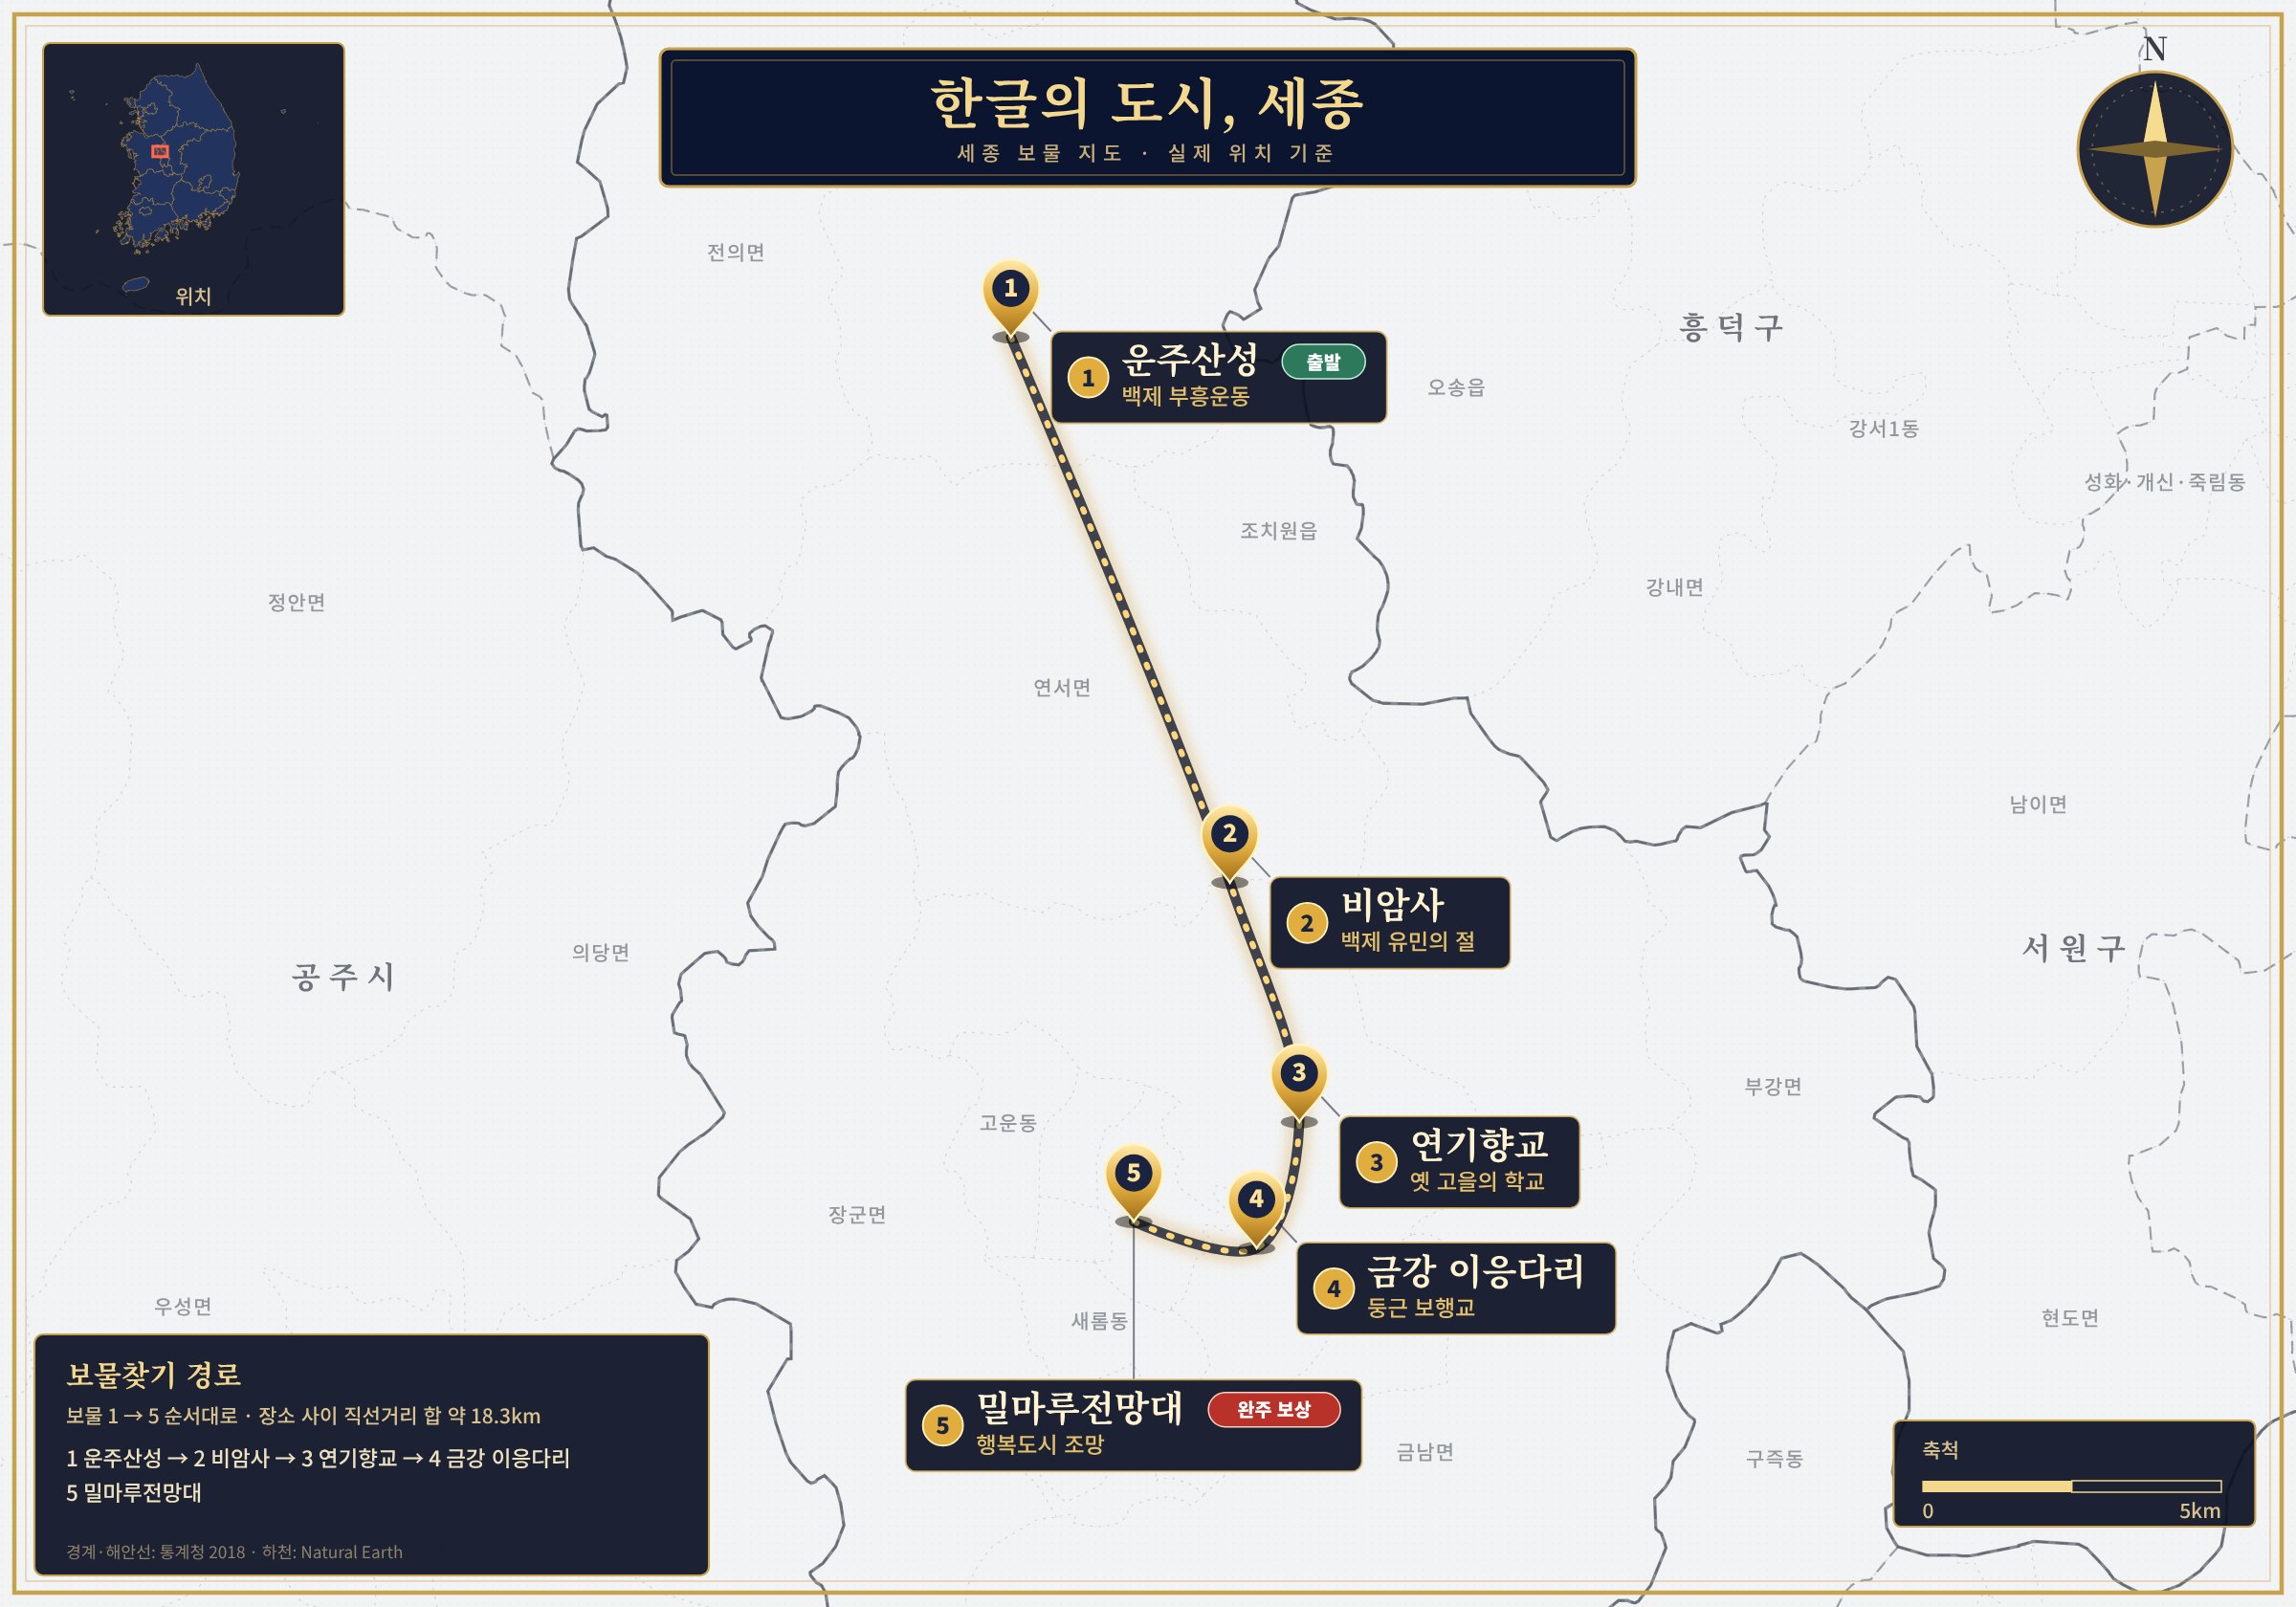 한글의 도시, 세종
세종 보물 지도 · 실제 위치 기준
N
위치
전의면
흥덕구
1
1 운주산성 출발
백제 부흥운동
오송읍
강서1동
성화·개신·죽림동
조치원읍
정안면
강내면
연서면
남이면
2
2 비암사
백제 유민의 절
공주시
의당면
서원구
3
부강면
고운동
3 연기향교
옛 고을의 학교
5
4
장군면
4 금강 이응다리
둥근 보행교
우성면
새롬동
현도면
5 밀마루전망대 완주 보상
행복도시 조망
금남면
구즉동
보물찾기 경로
보물 1 → 5 순서대로 · 장소 사이 직선거리 합 약 18.3km
1 운주산성 → 2 비암사 → 3 연기향교 → 4 금강 이응다리
5 밀마루전망대
경계·해안선: 통계청 2018 · 하천: Natural Earth
축척
0 5km